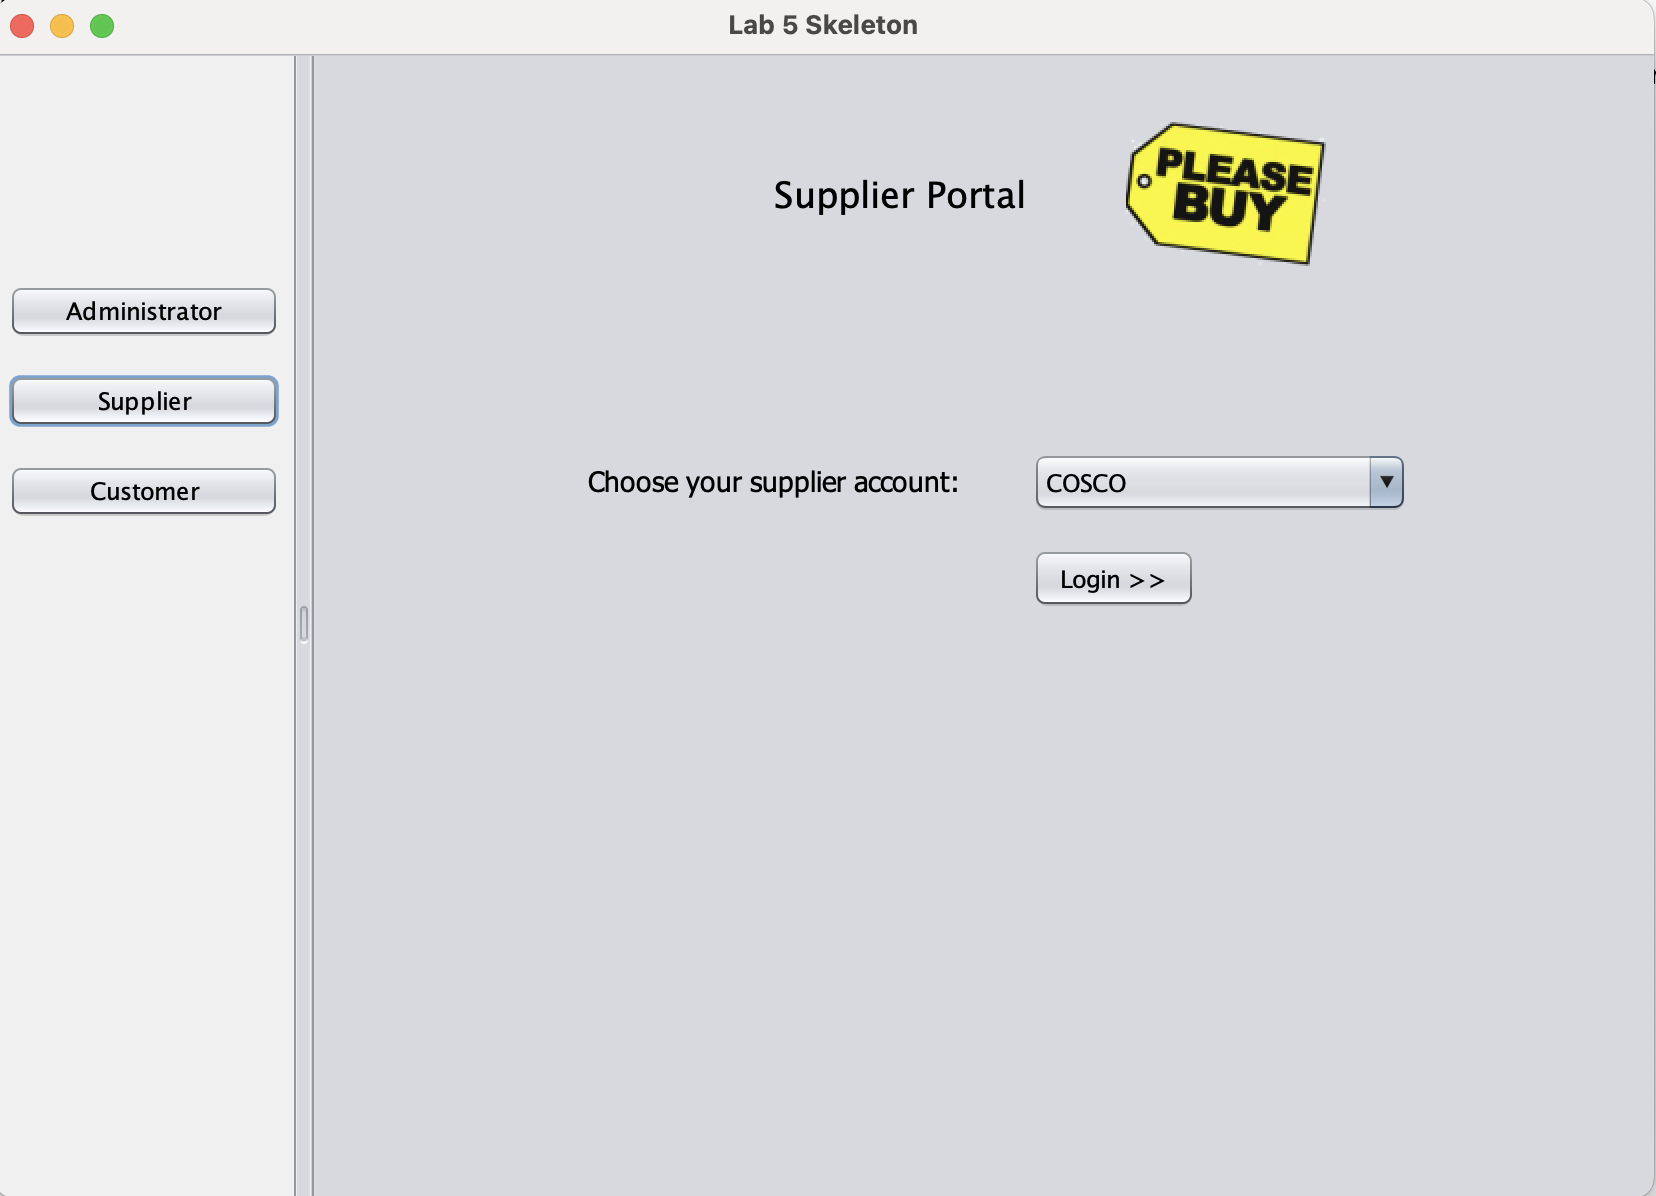 Lab 5 Skeleton
Administrator
Supplier
Customer
Supplier Portal
PLEASE
BUY
Choose your supplier account:
COSCO
Login >>